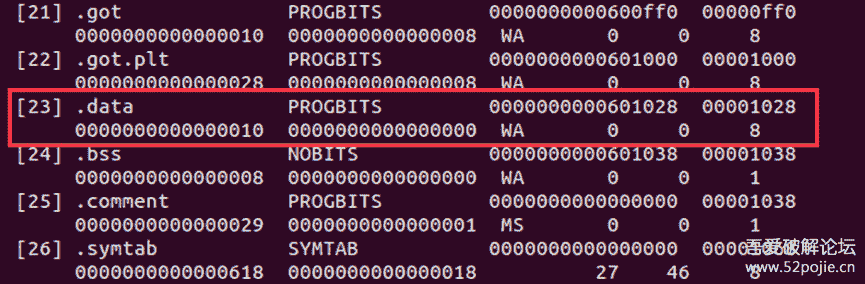 [21] .got PROGBITS 0000000000600ff0 00000ff0
0000000000000010 0000000000000008 WA 0 0 8
[22] .got.plt PROGBITS 0000000000601000 00001000
0000000000000028 0000000000000008 WA 0 0 8
[23] .data PROGBITS 0000000000601028 00001028
0000000000000010 0000000000000000 WA 0 0 8
[24] .bss NOBITS 0000000000601038 00001038
0000000000000008 0000000000000000 WA 0 0 1
[25] .comment PROGBITS 0000000000000000 00001038
0000000000000029 0000000000000001 MS 0 0 1
[26] .symtab SYMTAB 0000000000000000
0000000000000618 0000000000000018 27 46 8
吾爱破解论坛
www.52pojie.cn